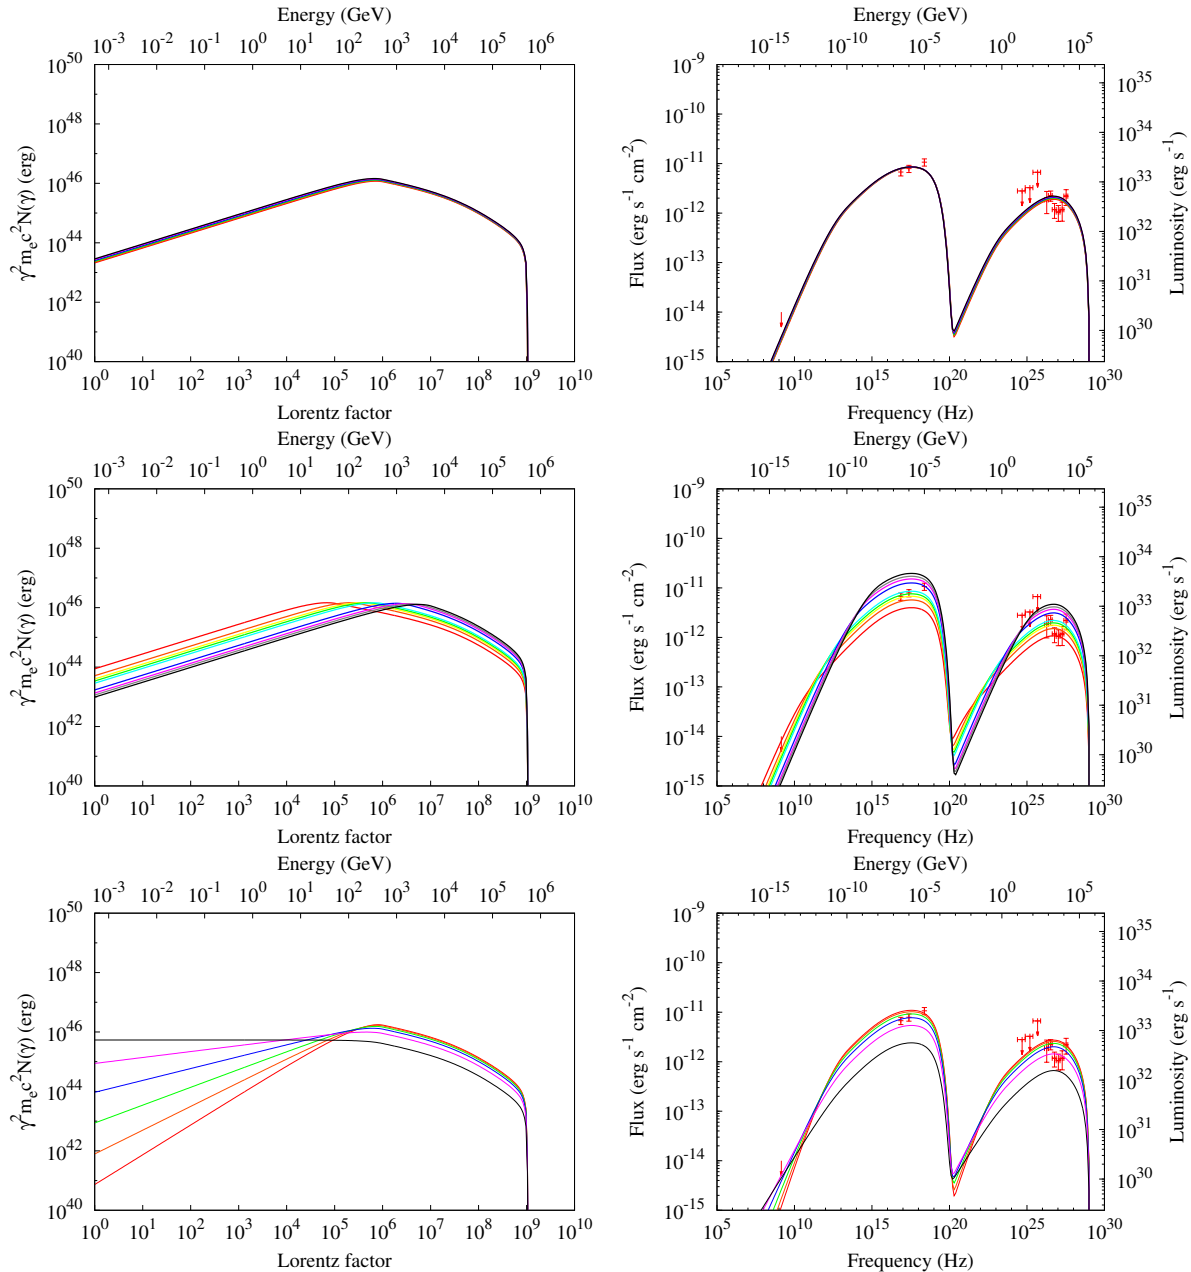 Energy (GeV)
10^-3 10^-2 10^-1 10^0 10^1 10^2 10^3 10^4 10^5 10^6
γ^2 m_e c^2 N(γ) (erg)
10^50
10^48
10^46
10^44
10^42
10^40
10^0 10^1 10^2 10^3 10^4 10^5 10^6 10^7 10^8 10^9 10^10
Lorentz factor
Energy (GeV)
10^-15 10^-10 10^-5 10^0 10^5
Flux (erg s^-1 cm^-2)
10^-9
10^-10
10^-11
10^-12
10^-13
10^-14
10^-15
10^35
10^34
10^33
10^32
10^31
10^30
Luminosity (erg s^-1)
10^5 10^10 10^15 10^20 10^25 10^30
Frequency (Hz)
Energy (GeV)
10^-3 10^-2 10^-1 10^0 10^1 10^2 10^3 10^4 10^5 10^6
γ^2 m_e c^2 N(γ) (erg)
10^50
10^48
10^46
10^44
10^42
10^40
10^0 10^1 10^2 10^3 10^4 10^5 10^6 10^7 10^8 10^9 10^10
Lorentz factor
Energy (GeV)
10^-15 10^-10 10^-5 10^0 10^5
Flux (erg s^-1 cm^-2)
10^-9
10^-10
10^-11
10^-12
10^-13
10^-14
10^-15
10^35
10^34
10^33
10^32
10^31
10^30
Luminosity (erg s^-1)
10^5 10^10 10^15 10^20 10^25 10^30
Frequency (Hz)
Energy (GeV)
10^-3 10^-2 10^-1 10^0 10^1 10^2 10^3 10^4 10^5 10^6
γ^2 m_e c^2 N(γ) (erg)
10^50
10^48
10^46
10^44
10^42
10^40
10^0 10^1 10^2 10^3 10^4 10^5 10^6 10^7 10^8 10^9 10^10
Lorentz factor
Energy (GeV)
10^-15 10^-10 10^-5 10^0 10^5
Flux (erg s^-1 cm^-2)
10^-9
10^-10
10^-11
10^-12
10^-13
10^-14
10^-15
10^35
10^34
10^33
10^32
10^31
10^30
Luminosity (erg s^-1)
10^5 10^10 10^15 10^20 10^25 10^30
Frequency (Hz)